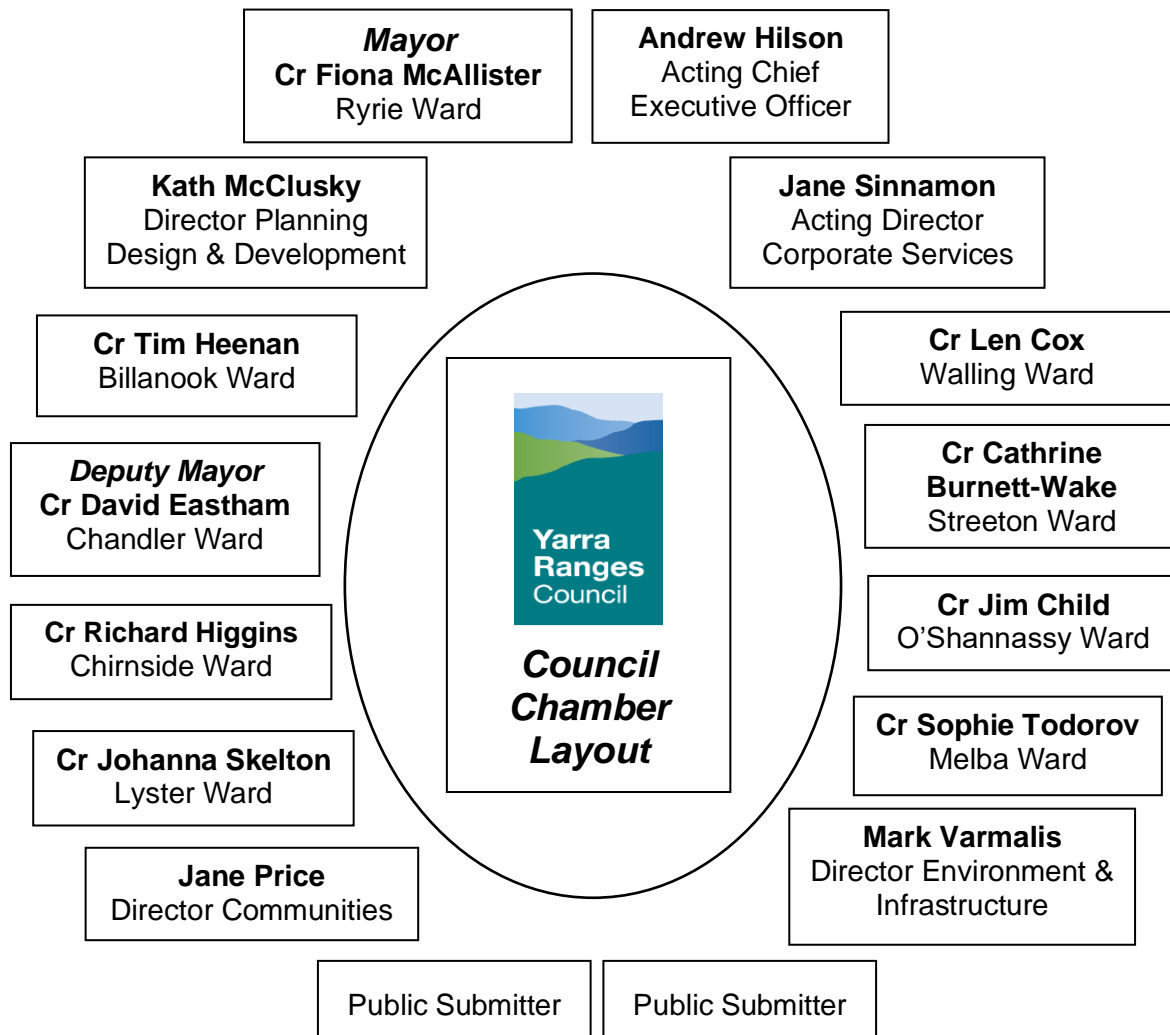 Mayor
Cr Fiona McAllister
Ryrie Ward
Andrew Hilson
Acting Chief
Executive Officer
Kath McClusky
Director Planning
Design & Development
Jane Sinnamon
Acting Director
Corporate Services
Cr Tim Heenan
Billanook Ward
Cr Len Cox
Walling Ward
Deputy Mayor
Cr David Eastham
Chandler Ward
Cr Cathrine
Burnett-Wake
Streeton Ward
Yarra
Ranges
Council
Council
Chamber
Layout
Cr Richard Higgins
Chirnside Ward
Cr Jim Child
O’Shannassy Ward
Cr Johanna Skelton
Lyster Ward
Cr Sophie Todorov
Melba Ward
Jane Price
Director Communities
Mark Varmalis
Director Environment &
Infrastructure
Public Submitter
Public Submitter